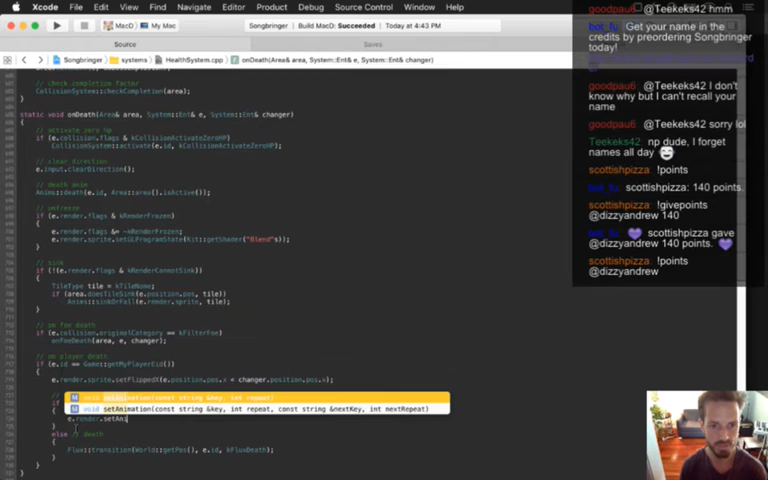 Xcode File Edit View Find Navigate Editor Product Debug Source Control Window Help
MacD My Mac
Songbringer Build MacD: Succeeded Today at 4:43 PM
Source
Saves
Songbringer systems HealthSystem.cpp onDeath(Area& area, System::Ent& e, System::Ent& changer)
// check completion factor
CollisionSystem::checkCompletion(area);
}
static void onDeath(Area& area, System::Ent& e, System::Ent& changer)
{
// activate zero hp
if (e.collision.flags & kCollisionActivateZeroHP)
CollisionSystem::activate(e.id, kCollisionActivateZeroHP);
// clear direction
e.input.clearDirection();
// death anim
Anims::death(e.id, Area::area().isActive());
// unfreeze
if (e.render.flags & kRenderFrozen)
{
e.render.flags &= ~kRenderFrozen;
e.render.sprite.setGLProgramState(Kit::getShader("Blend"s));
}
// sink
if (!(e.render.flags & kRenderCannotSink))
{
TileType tile = kTileNone;
if (area.doesTileSink(e.position.pos, tile))
Anims::sinkOrFall(e.render.sprite, tile);
}
// on foe death
if (e.collision.originalCategory == kFilterFoe)
onFoeDeath(area, e, changer);
// on player death
if (e.id == Game::getMyPlayerEid())
{
e.render.sprite.setFlippedX(e.position.pos.x < changer.position.pos.x);
//
if
M void setAnimation(const string &key, int repeat)
M void setAnimation(const string &key, int repeat, const string &nextKey, int nextRepeat)
{
e.render.setAni
}
else // death
{
Flux::transition(World::getPos(), e.id, kFluxDeath);
}
}
}
goodpau6 @Teekeks42 hmm
bot_fu: Get your name in the
credits by preordering Songbringer
today!
goodpau6 @Teekeks42 I don't
know why but I can't recall your
name
goodpau6 @Teekeks42 sorry lol
Teekeks42 np dude, I forget
names all day
scottishpizza !points
bot_fu: scottishpizza: 140 points.
scottishpizza !givepoints
@dizzyandrew 140
bot_fu: scottishpizza gave
@dizzyandrew 140 points.
scottishpizza !points
@dizzyandrew